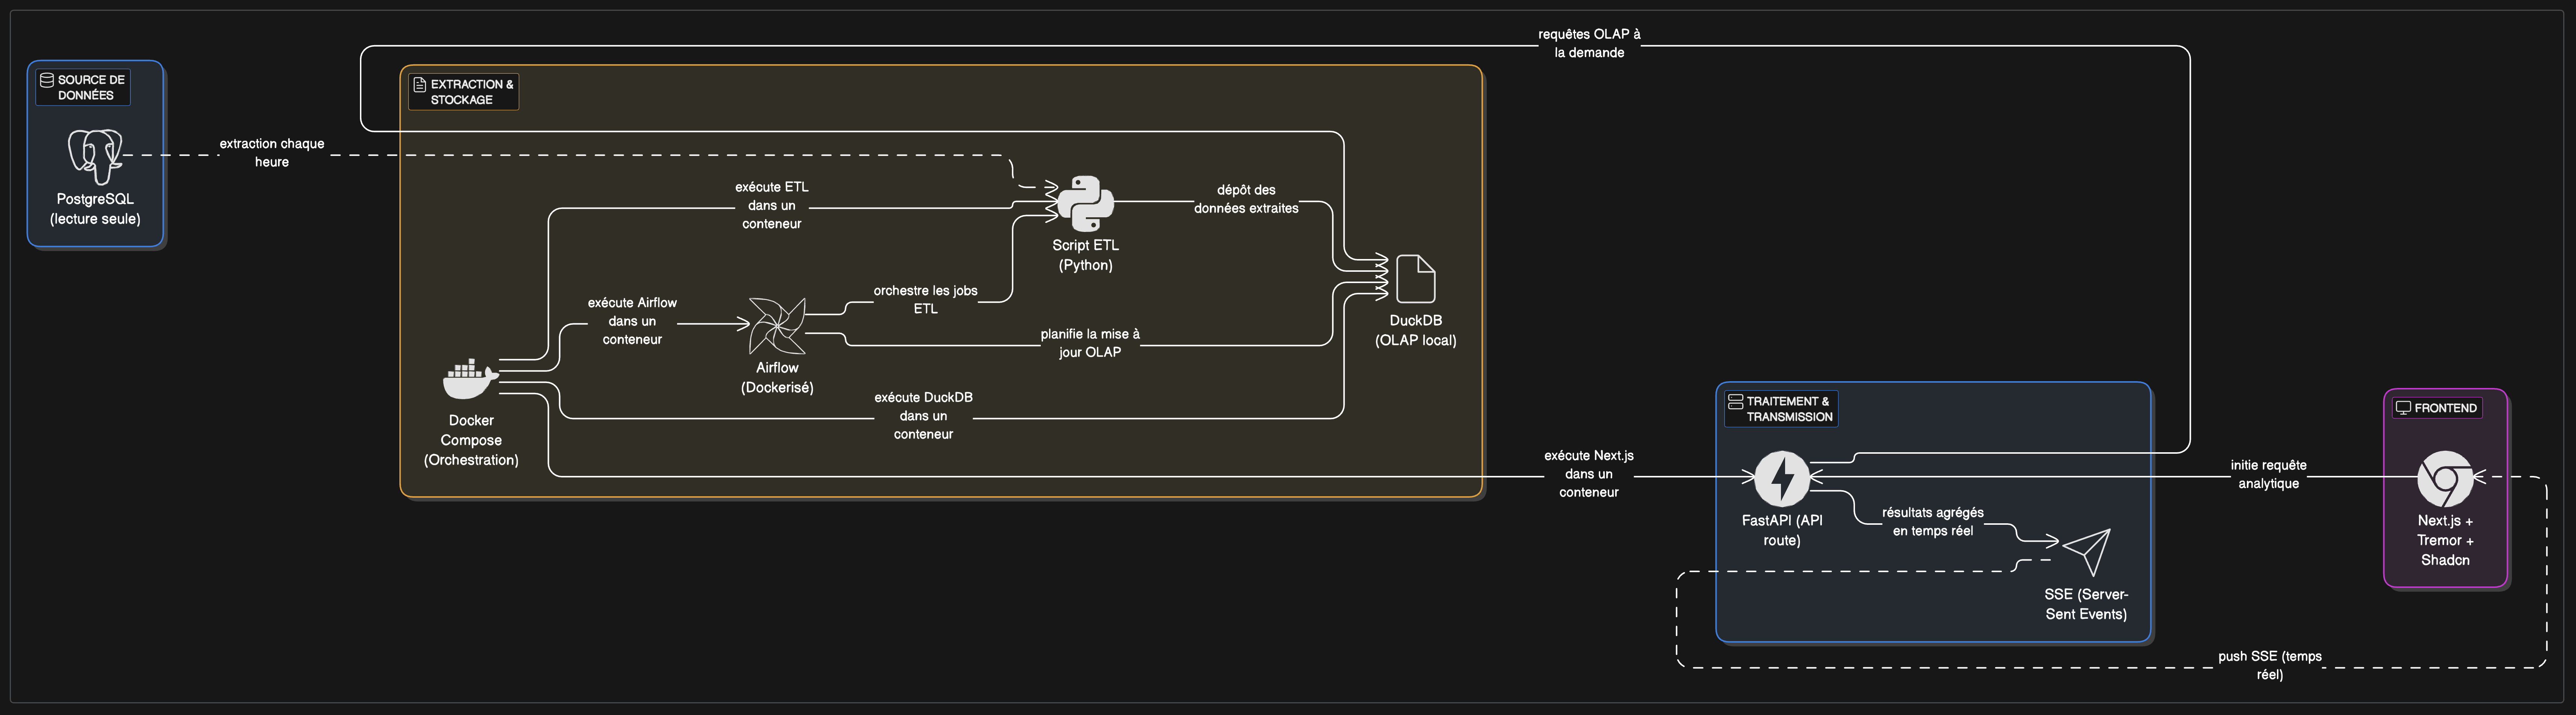 requêtes OLAP à
la demande
SOURCE DE
DONNÉES
PostgreSQL
(lecture seule)
extraction chaque
heure
EXTRACTION &
STOCKAGE
exécute ETL
dans un
conteneur
Script ETL
(Python)
dépôt des
données extraites
exécute Airflow
dans un
conteneur
Airflow
(Dockerisé)
orchestre les jobs
ETL
planifie la mise à
jour OLAP
DuckDB
(OLAP local)
Docker
Compose
(Orchestration)
exécute DuckDB
dans un
conteneur
exécute Next.js
dans un
conteneur
TRAITEMENT &
TRANSMISSION
FastAPI (API
route)
résultats agrégés
en temps réel
SSE (Server-
Sent Events)
initie requête
analytique
FRONTEND
Next.js +
Tremor +
Shadcn
push SSE (temps
réel)